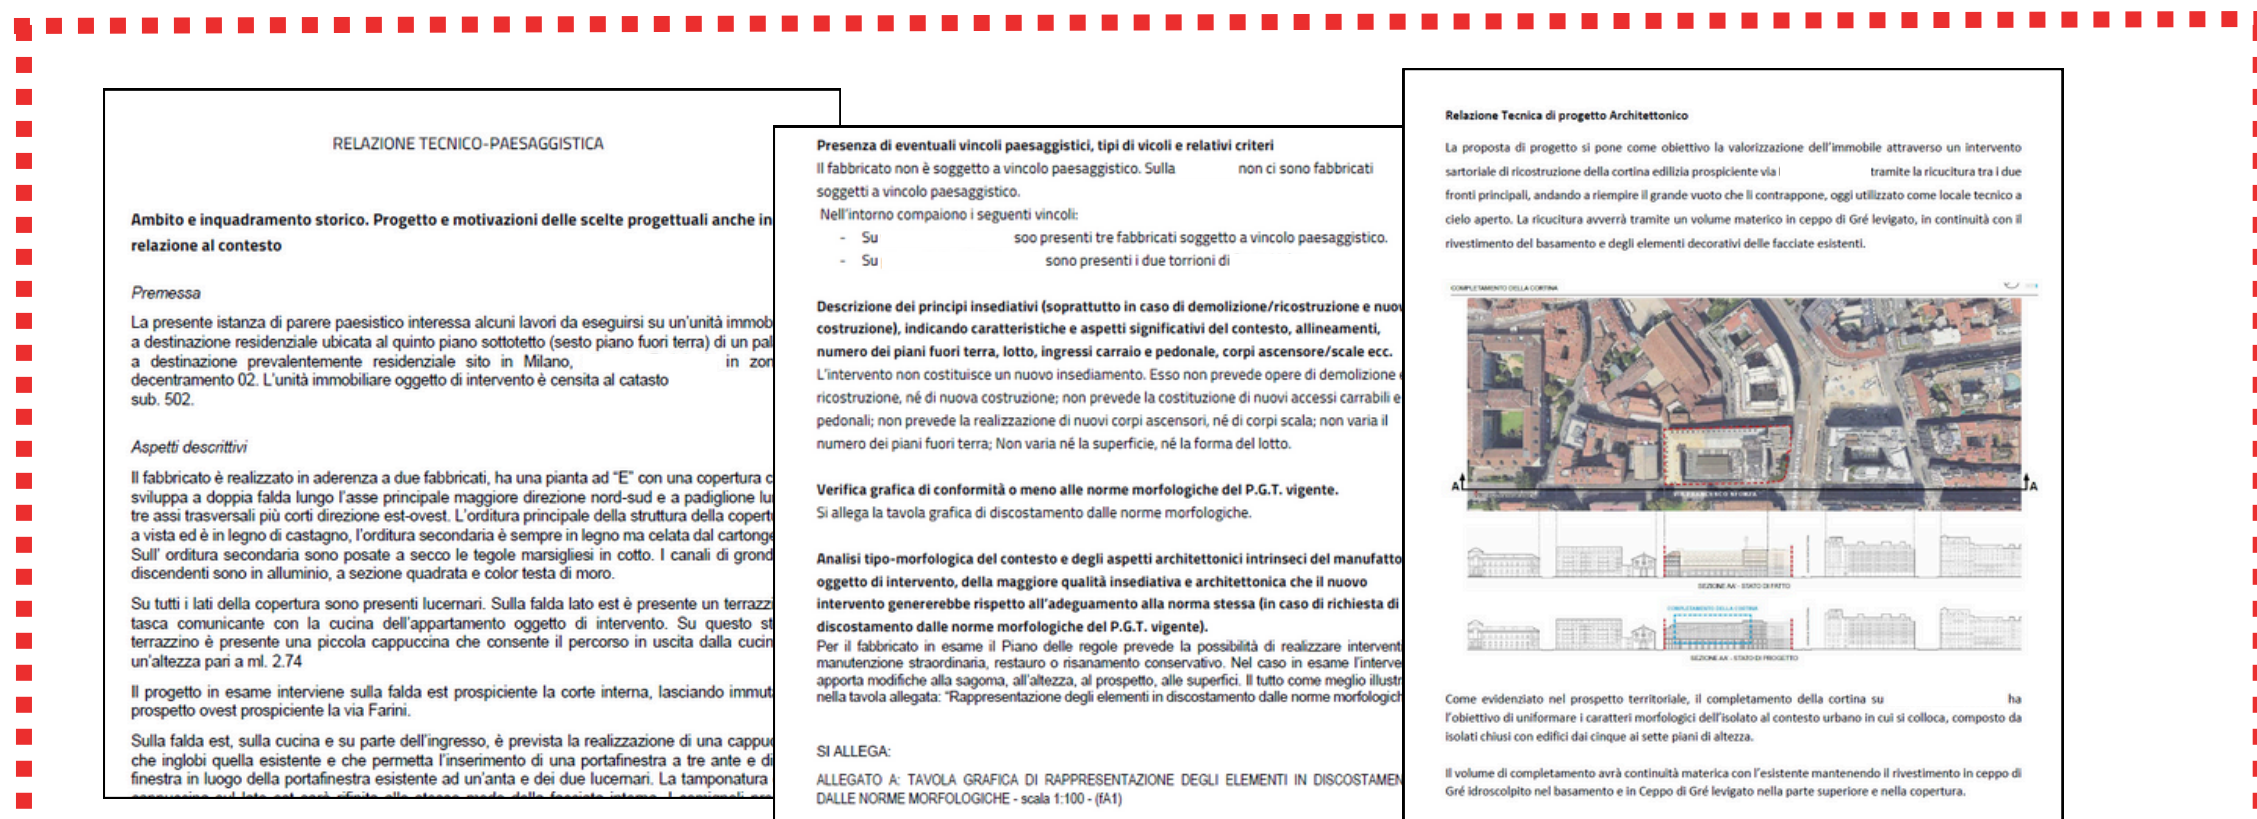 RELAZIONE TECNICO-PAESAGGISTICA
Ambito e inquadramento storico. Progetto e motivazioni delle scelte progettuali anche in
relazione al contesto
Premessa
La presente istanza di parere paesistico interessa alcuni lavori da eseguirsi su un'unità immob
a destinazione residenziale ubicata al quinto piano sottotetto (sesto piano fuori terra) di un pal
a destinazione prevalentemente residenziale sito in Milano, in zon
decentramento 02. L'unità immobiliare oggetto di intervento è censita al catasto
sub. 502.
Aspetti descrittivi
Il fabbricato è realizzato in aderenza a due fabbricati, ha una pianta ad "E" con una copertura c
sviluppa a doppia falda lungo l'asse principale maggiore direzione nord-sud e a padiglione lu
tre assi trasversali più corti direzione est-ovest. L'orditura principale della struttura della copert
a vista ed è in legno di castagno, l'orditura secondaria è sempre in legno ma celata dal cartonge
Sull' orditura secondaria sono posate a secco le tegole marsigliesi in cotto. I canali di grond
discendenti sono in alluminio, a sezione quadrata e color testa di moro.
Su tutti i lati della copertura sono presenti lucernari. Sulla falda lato est è presente un terrazzi
tasca comunicante con la cucina dell'appartamento oggetto di intervento. Su questo st
terrazzino è presente una piccola cappuccina che consente il percorso in uscita dalla cucin
un'altezza pari a ml. 2.74
Il progetto in esame interviene sulla falda est prospiciente la corte interna, lasciando immut
prospetto ovest prospiciente la via Farini.
Sulla falda est, sulla cucina e su parte dell'ingresso, è prevista la realizzazione di una cappuc
che inglobi quella esistente e che permetta l'inserimento di una portafinestra a tre ante e di
finestra in luogo della portafinestra esistente ad un'anta e dei due lucernari. La tamponatura
Presenza di eventuali vincoli paesaggistici, tipi di vicoli e relativi criteri
Il fabbricato non è soggetto a vincolo paesaggistico. Sulla non ci sono fabbricati
soggetti a vincolo paesaggistico.
Nell'intorno compaiono i seguenti vincoli:
- Su soo presenti tre fabbricati soggetto a vincolo paesaggistico.
- Su sono presenti i due torrioni di
Descrizione dei principi insediativi (soprattutto in caso di demolizione/ricostruzione e nuov
costruzione), indicando caratteristiche e aspetti significativi del contesto, allineamenti,
numero dei piani fuori terra, lotto, ingressi carraio e pedonale, corpi ascensore/scale ecc.
L'intervento non costituisce un nuovo insediamento. Esso non prevede opere di demolizione e
ricostruzione, né di nuova costruzione; non prevede la costituzione di nuovi accessi carrabili e
pedonali; non prevede la realizzazione di nuovi corpi ascensori, né di corpi scala; non varia il
numero dei piani fuori terra; Non varia né la superficie, né la forma del lotto.
Verifica grafica di conformità o meno alle norme morfologiche del P.G.T. vigente.
Si allega la tavola grafica di discostamento dalle norme morfologiche.
Analisi tipo-morfologica del contesto e degli aspetti architettonici intrinseci del manufatto
oggetto di intervento, della maggiore qualità insediativa e architettonica che il nuovo
intervento genererebbe rispetto all'adeguamento alla norma stessa (in caso di richiesta di
discostamento dalle norme morfologiche del P.G.T. vigente).
Per il fabbricato in esame il Piano delle regole prevede la possibilità di realizzare interventi
manutenzione straordinaria, restauro o risanamento conservativo. Nel caso in esame l'interve
apporta modifiche alla sagoma, all'altezza, al prospetto, alle superfici. Il tutto come meglio illustr
nella tavola allegata: "Rappresentazione degli elementi in discostamento dalle norme morfologich
SI ALLEGA:
ALLEGATO A: TAVOLA GRAFICA DI RAPPRESENTAZIONE DEGLI ELEMENTI IN DISCOSTAMEN
DALLE NORME MORFOLOGICHE - scala 1:100 - (fA1)
Relazione Tecnica di progetto Architettonico
La proposta di progetto si pone come obiettivo la valorizzazione dell'immobile attraverso un intervento
sartoriale di ricostruzione della cortina edilizia prospiciente via tramite la ricucitura tra i due
fronti principali, andando a riempire il grande vuoto che li contrappone, oggi utilizzato come locale tecnico a
cielo aperto. La ricucitura avverrà tramite un volume materico in ceppo di Gré levigato, in continuità con il
rivestimento del basamento e degli elementi decorativi delle facciate esistenti.
COMPLETAMENTO DELLA CORTINA
A A
SEZIONE AA' - STATO DI FATTO
COMPLETAMENTO DELLA CORTINA
SEZIONE AA' - STATO DI PROGETTO
Come evidenziato nel prospetto territoriale, il completamento della cortina su ha
l'obiettivo di uniformare i caratteri morfologici dell'isolato al contesto urbano in cui si colloca, composto da
isolati chiusi con edifici dai cinque ai sette piani di altezza.
Il volume di completamento avrà continuità materica con l'esistente mantenendo il rivestimento in ceppo di
Gré idroscolpito nel basamento e in Ceppo di Gré levigato nella parte superiore e nella copertura.